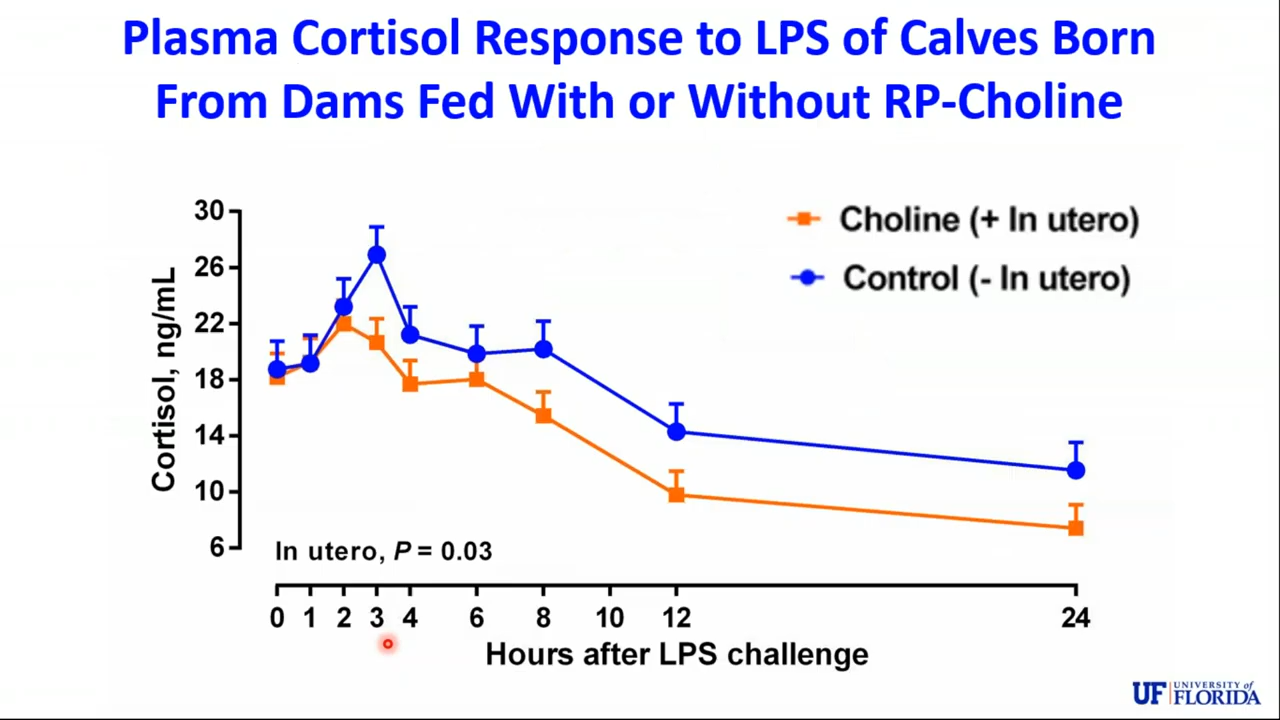 Plasma Cortisol Response to LPS of Calves Born
From Dams Fed With or Without RP-Choline
Choline (+ In utero)
Control (- In utero)
Cortisol, ng/mL
30
26
22
18
14
10
6
In utero, P = 0.03
0 1 2 3 4 6 8 10 12 24
Hours after LPS challenge
UF UNIVERSITY of
FLORIDA